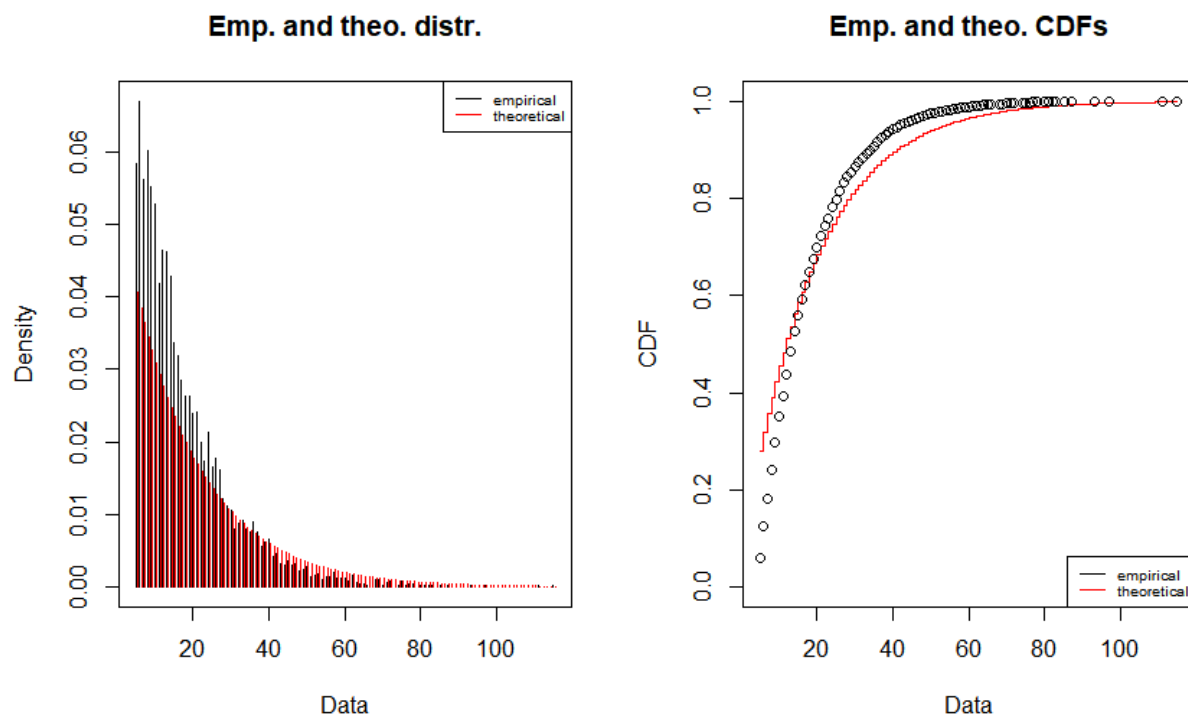 Emp. and theo. distr.
empirical
theoretical
0.06
0.05
0.04
0.03
0.02
0.01
0.00
Density
20 40 60 80 100
Data
Emp. and theo. CDFs
1.0
0.8
0.6
0.4
0.2
0.0
CDF
empirical
theoretical
20 40 60 80 100
Data